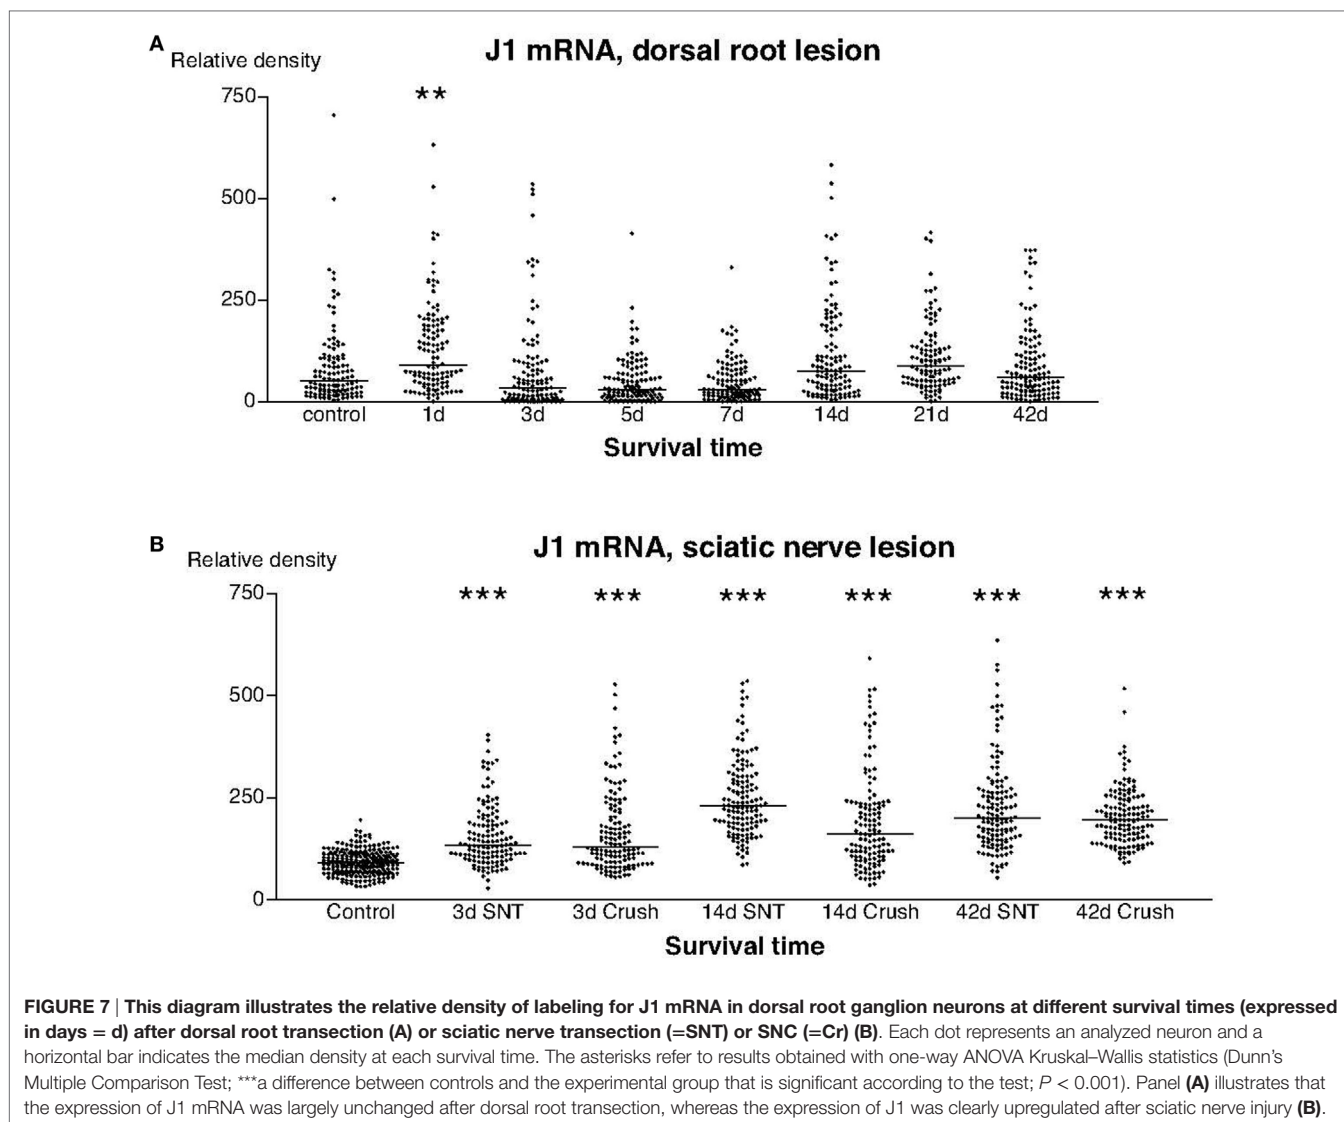 A
Relative density
J1 mRNA, dorsal root lesion
**
750
500
250
0
control 1d 3d 5d 7d 14d 21d 42d
Survival time
B
Relative density
J1 mRNA, sciatic nerve lesion
750
*** *** *** *** *** ***
500
250
0
Control 3d SNT 3d Crush 14d SNT 14d Crush 42d SNT 42d Crush
Survival time
FIGURE 7 | This diagram illustrates the relative density of labeling for J1 mRNA in dorsal root ganglion neurons at different survival times (expressed
in days = d) after dorsal root transection (A) or sciatic nerve transection (=SNT) or SNC (=Cr) (B). Each dot represents an analyzed neuron and a
horizontal bar indicates the median density at each survival time. The asterisks refer to results obtained with one-way ANOVA Kruskal–Wallis statistics (Dunn's
Multiple Comparison Test; ***a difference between controls and the experimental group that is significant according to the test; P < 0.001). Panel (A) illustrates that
the expression of J1 mRNA was largely unchanged after dorsal root transection, whereas the expression of J1 was clearly upregulated after sciatic nerve injury (B).